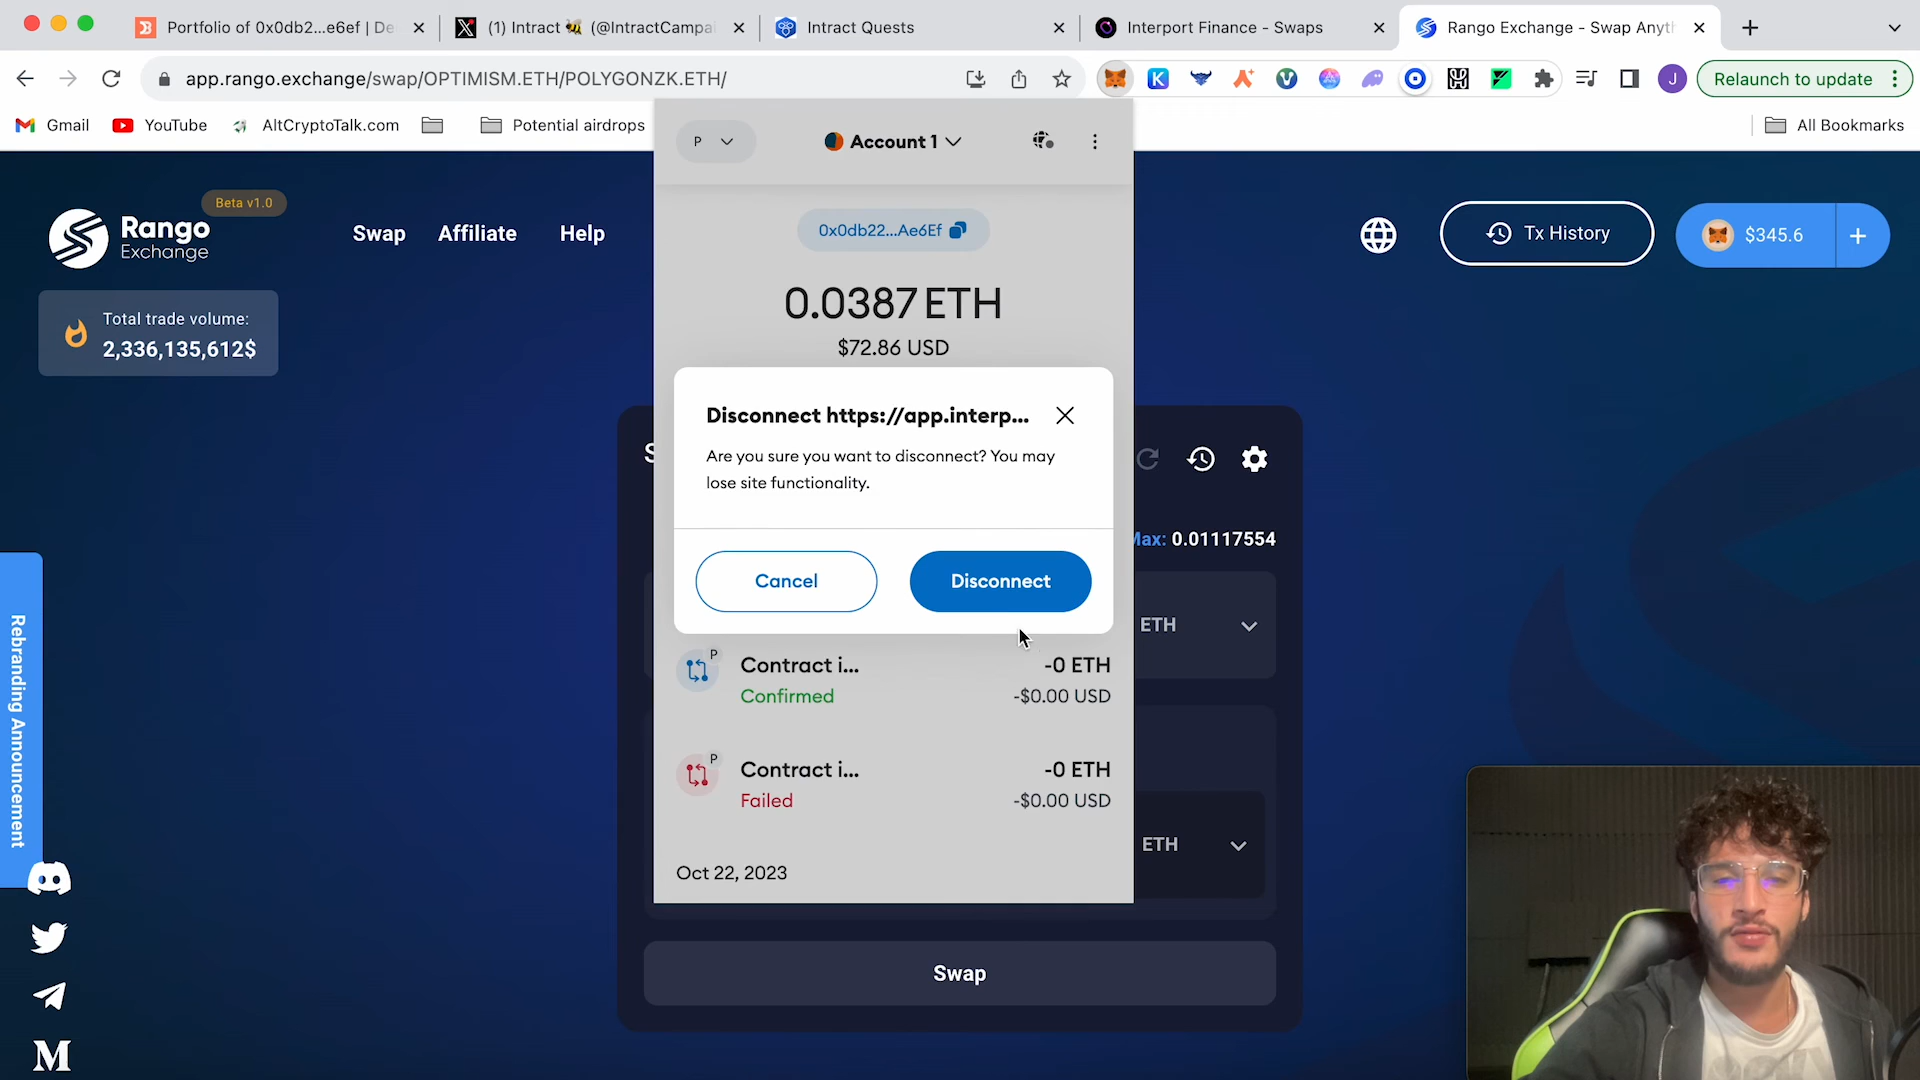 Portfolio of 0x0db2...e6ef | De
(1) Intract 🐝 (@IntractCampai
Intract Quests
Interport Finance - Swaps
Rango Exchange - Swap Anyt
app.rango.exchange/swap/OPTIMISM.ETH/POLYGONZK.ETH/
J
Relaunch to update
Gmail
YouTube
AltCryptoTalk.com
Potential airdrops
All Bookmarks
P
Account 1
Beta v1.0
Rango
Exchange
Swap
Affiliate
Help
Tx History
$345.6
0x0db22...Ae6Ef
Total trade volume:
2,336,135,612$
0.0387 ETH
$72.86 USD
Disconnect https://app.interp...
Are you sure you want to disconnect? You may
lose site functionality.
Cancel
Disconnect
S
Max: 0.01117554
ETH
Rebranding Announcement
P
Contract i...
-0 ETH
Confirmed
-$0.00 USD
P
Contract i...
-0 ETH
Failed
-$0.00 USD
ETH
Oct 22, 2023
Swap